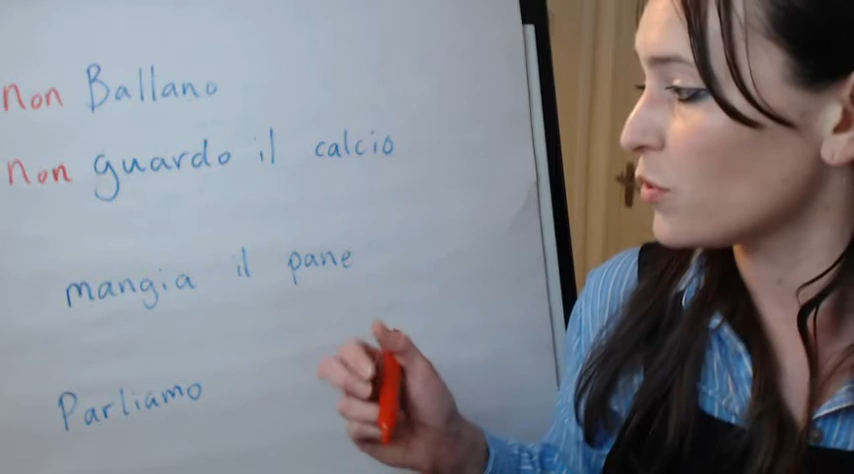 non Ballano
non guardo il calcio
mangia il pane
Parliamo